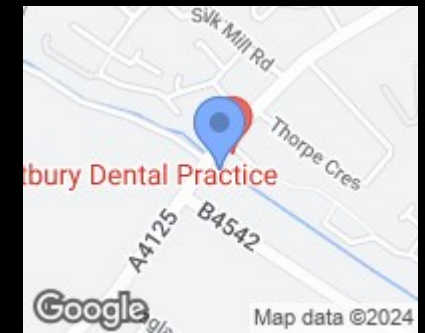 Silk Mill Rd
Thorpe Cres
tbury Dental Practice
A4125
B4542
Google
Map data ©2024